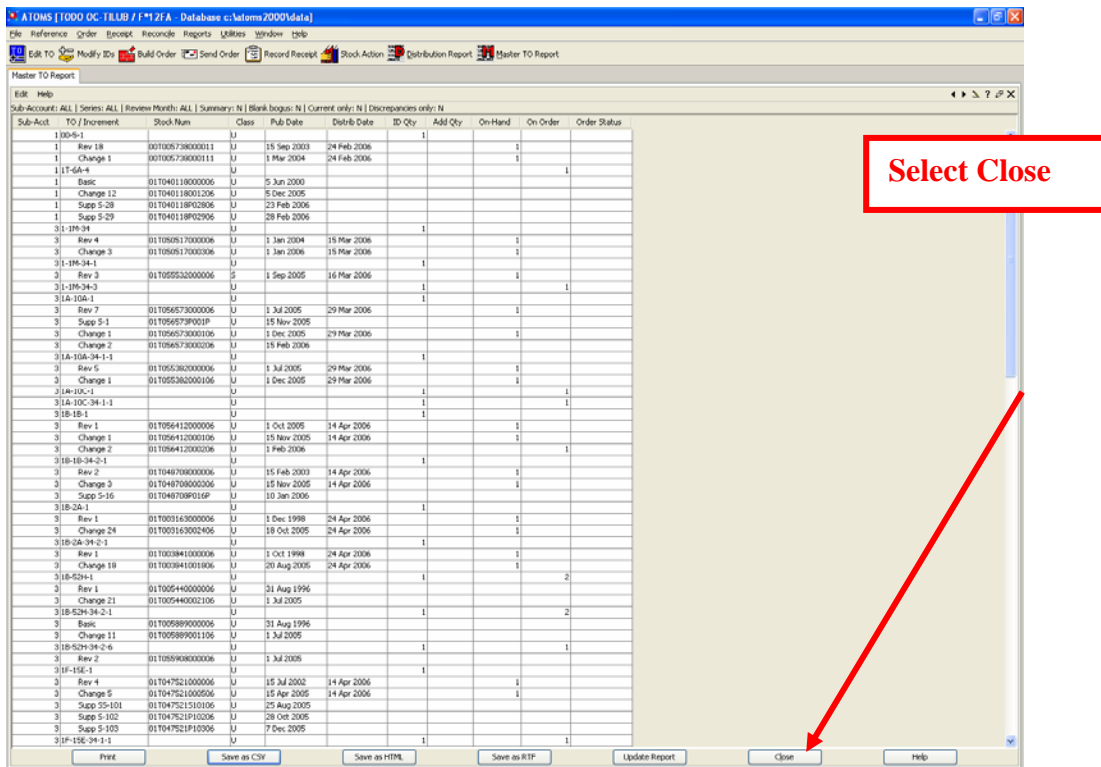 ATOMS [TODO OC-TILUB / F*12FA - Database c:\atoms2000\data]
File Reference Order Receipt Reconcile Reports Utilities Window Help
Edit TO Modify IDs Build Order Send Order Record Receipt Stock Action Distribution Report Master TO Report
Master TO Report
Edit Help
Sub-Account: ALL | Series: ALL | Review Month: ALL | Summary: N | Blank bogus: N | Current only: N | Discrepancies only: N
Sub-Acct TO / Increment Stock Num Class Pub Date Distrib Date ID Qty Add Qty On-Hand On Order Order Status
1 00-5-1 U 1
1 Rev 18 00T005738000011 U 15 Sep 2003 24 Feb 2006 1
1 Change 1 00T005738000111 U 1 Mar 2004 24 Feb 2006 1
1 1T-6A-4 U 1
1 Basic 01T040118000006 U 5 Jun 2000
1 Change 12 01T040118001206 U 5 Dec 2005
1 Supp S-28 01T040118P02806 U 23 Feb 2006
1 Supp S-29 01T040118P02906 U 28 Feb 2006
3 1-1M-34 U 1
3 Rev 4 01T050517000006 U 1 Jan 2004 15 Mar 2006 1
3 Change 3 01T050517000306 U 1 Jan 2006 15 Mar 2006 1
3 1-1M-34-1 U 1
3 Rev 3 01T055532000006 S 1 Sep 2005 16 Mar 2006 1
3 1-1M-34-3 U 1 1
3 1A-10A-1 U 1
3 Rev 7 01T056573000006 U 1 Jul 2005 29 Mar 2006 1
3 Supp S-1 01T056573P001P U 15 Nov 2005
3 Change 1 01T056573000106 U 1 Dec 2005 29 Mar 2006 1
3 Change 2 01T056573000206 U 15 Feb 2006
3 1A-10A-34-1-1 U 1
3 Rev 5 01T055382000006 U 1 Jul 2005 29 Mar 2006 1
3 Change 1 01T055382000106 U 1 Dec 2005 29 Mar 2006 1
3 1A-10C-1 U 1 1
3 1A-10C-34-1-1 U 1 1
3 1B-1B-1 U 1
3 Rev 1 01T056412000006 U 1 Oct 2005 14 Apr 2006 1
3 Change 1 01T056412000106 U 15 Nov 2005 14 Apr 2006 1
3 Change 2 01T056412000206 U 1 Feb 2006 1
3 1B-1B-34-2-1 U 1
3 Rev 2 01T048708000006 U 15 Feb 2003 14 Apr 2006 1
3 Change 3 01T048708000306 U 15 Nov 2005 14 Apr 2006 1
3 Supp S-16 01T048708P016P U 10 Jan 2006
3 1B-2A-1 U 1
3 Rev 1 01T003163000006 U 1 Dec 1998 24 Apr 2006 1
3 Change 24 01T003163002406 U 18 Oct 2005 24 Apr 2006 1
3 1B-2A-34-2-1 U 1
3 Rev 1 01T003841000006 U 1 Oct 1998 24 Apr 2006 1
3 Change 18 01T003841001806 U 20 Aug 2005 24 Apr 2006 1
3 1B-52H-1 U 1 2
3 Rev 1 01T005440000006 U 31 Aug 1996
3 Change 21 01T005440002106 U 1 Jul 2005
3 1B-52H-34-2-1 U 1 2
3 Basic 01T005889000006 U 31 Aug 1996
3 Change 11 01T005889001106 U 1 Jul 2005
3 1B-52H-34-2-6 U 1 1
3 Rev 2 01T055908000006 U 1 Jul 2005
3 1F-15E-1 U 1
3 Rev 4 01T047521000006 U 15 Jul 2002 14 Apr 2006 1
3 Change 5 01T047521000506 U 15 Apr 2005 14 Apr 2006 1
3 Supp SS-101 01T047521S10106 U 25 Aug 2005
3 Supp S-102 01T047521P10206 U 28 Oct 2005
3 Supp S-103 01T047521P10306 U 7 Dec 2005
3 1F-15E-34-1-1 U 1 1
Print Save as CSV Save as HTML Save as RTF Update Report Close Help
Select Close